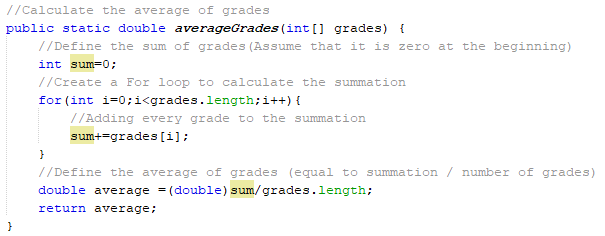 //Calculate the average of grades
public static double averageGrades(int[] grades) {
//Define the sum of grades(Assume that it is zero at the beginning)
int sum=0;
//Create a For loop to calculate the summation
for(int i=0;i<grades.length;i++){
//Adding every grade to the summation
sum+=grades[i];
}
//Define the average of grades (equal to summation / number of grades)
double average =(double)sum/grades.length;
return average;
}